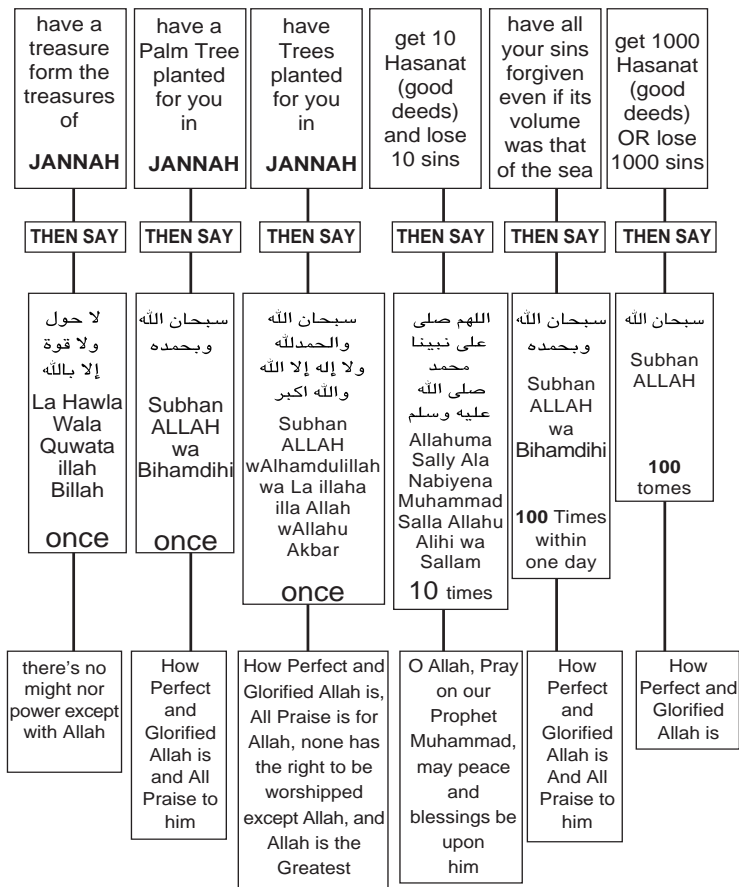 have a
treasure
form the
treasures
of
JANNAH
THEN SAY
لا حول
ولا قوة
إلا بالله
La Hawla
Wala
Quwata
illah
Billah
once
there's no
might nor
power except
with Allah
have a
Palm Tree
planted
for you
in
JANNAH
THEN SAY
سبحان الله
وبحمده
Subhan
ALLAH
wa
Bihamdihi
once
How
Perfect
and
Glorified
Allah is
and All
Praise to
him
have
Trees
planted
for you
in
JANNAH
THEN SAY
سبحان الله
والحمدلله
ولا إله إلا الله
والله اكبر
Subhan
ALLAH
wAlhamdulillah
wa La illaha
illa Allah
wAllahu
Akbar
once
How Perfect and
Glorified Allah is,
All Praise is for
Allah, none has
the right to be
worshipped
except Allah, and
Allah is the
Greatest
get 10
Hasanat
(good
deeds)
and lose
10 sins
THEN SAY
اللهم صلى
على نبينا
محمد
صلى الله
عليه وسلم
Allahuma
Sally Ala
Nabiyena
Muhammad
Salla Allahu
Alihi wa
Sallam
10 times
O Allah, Pray
on our
Prophet
Muhammad,
may peace
and
blessings be
upon
him
have all
your sins
forgiven
even if its
volume
was that
of the sea
THEN SAY
سبحان الله
وبحمده
Subhan
ALLAH
wa
Bihamdihi
100 Times
within
one day
How
Perfect
and
Glorified
Allah is
And All
Praise to
him
get 1000
Hasanat
(good
deeds)
OR lose
1000 sins
THEN SAY
سبحان الله
Subhan
ALLAH
100
tomes
How
Perfect and
Glorified
Allah is